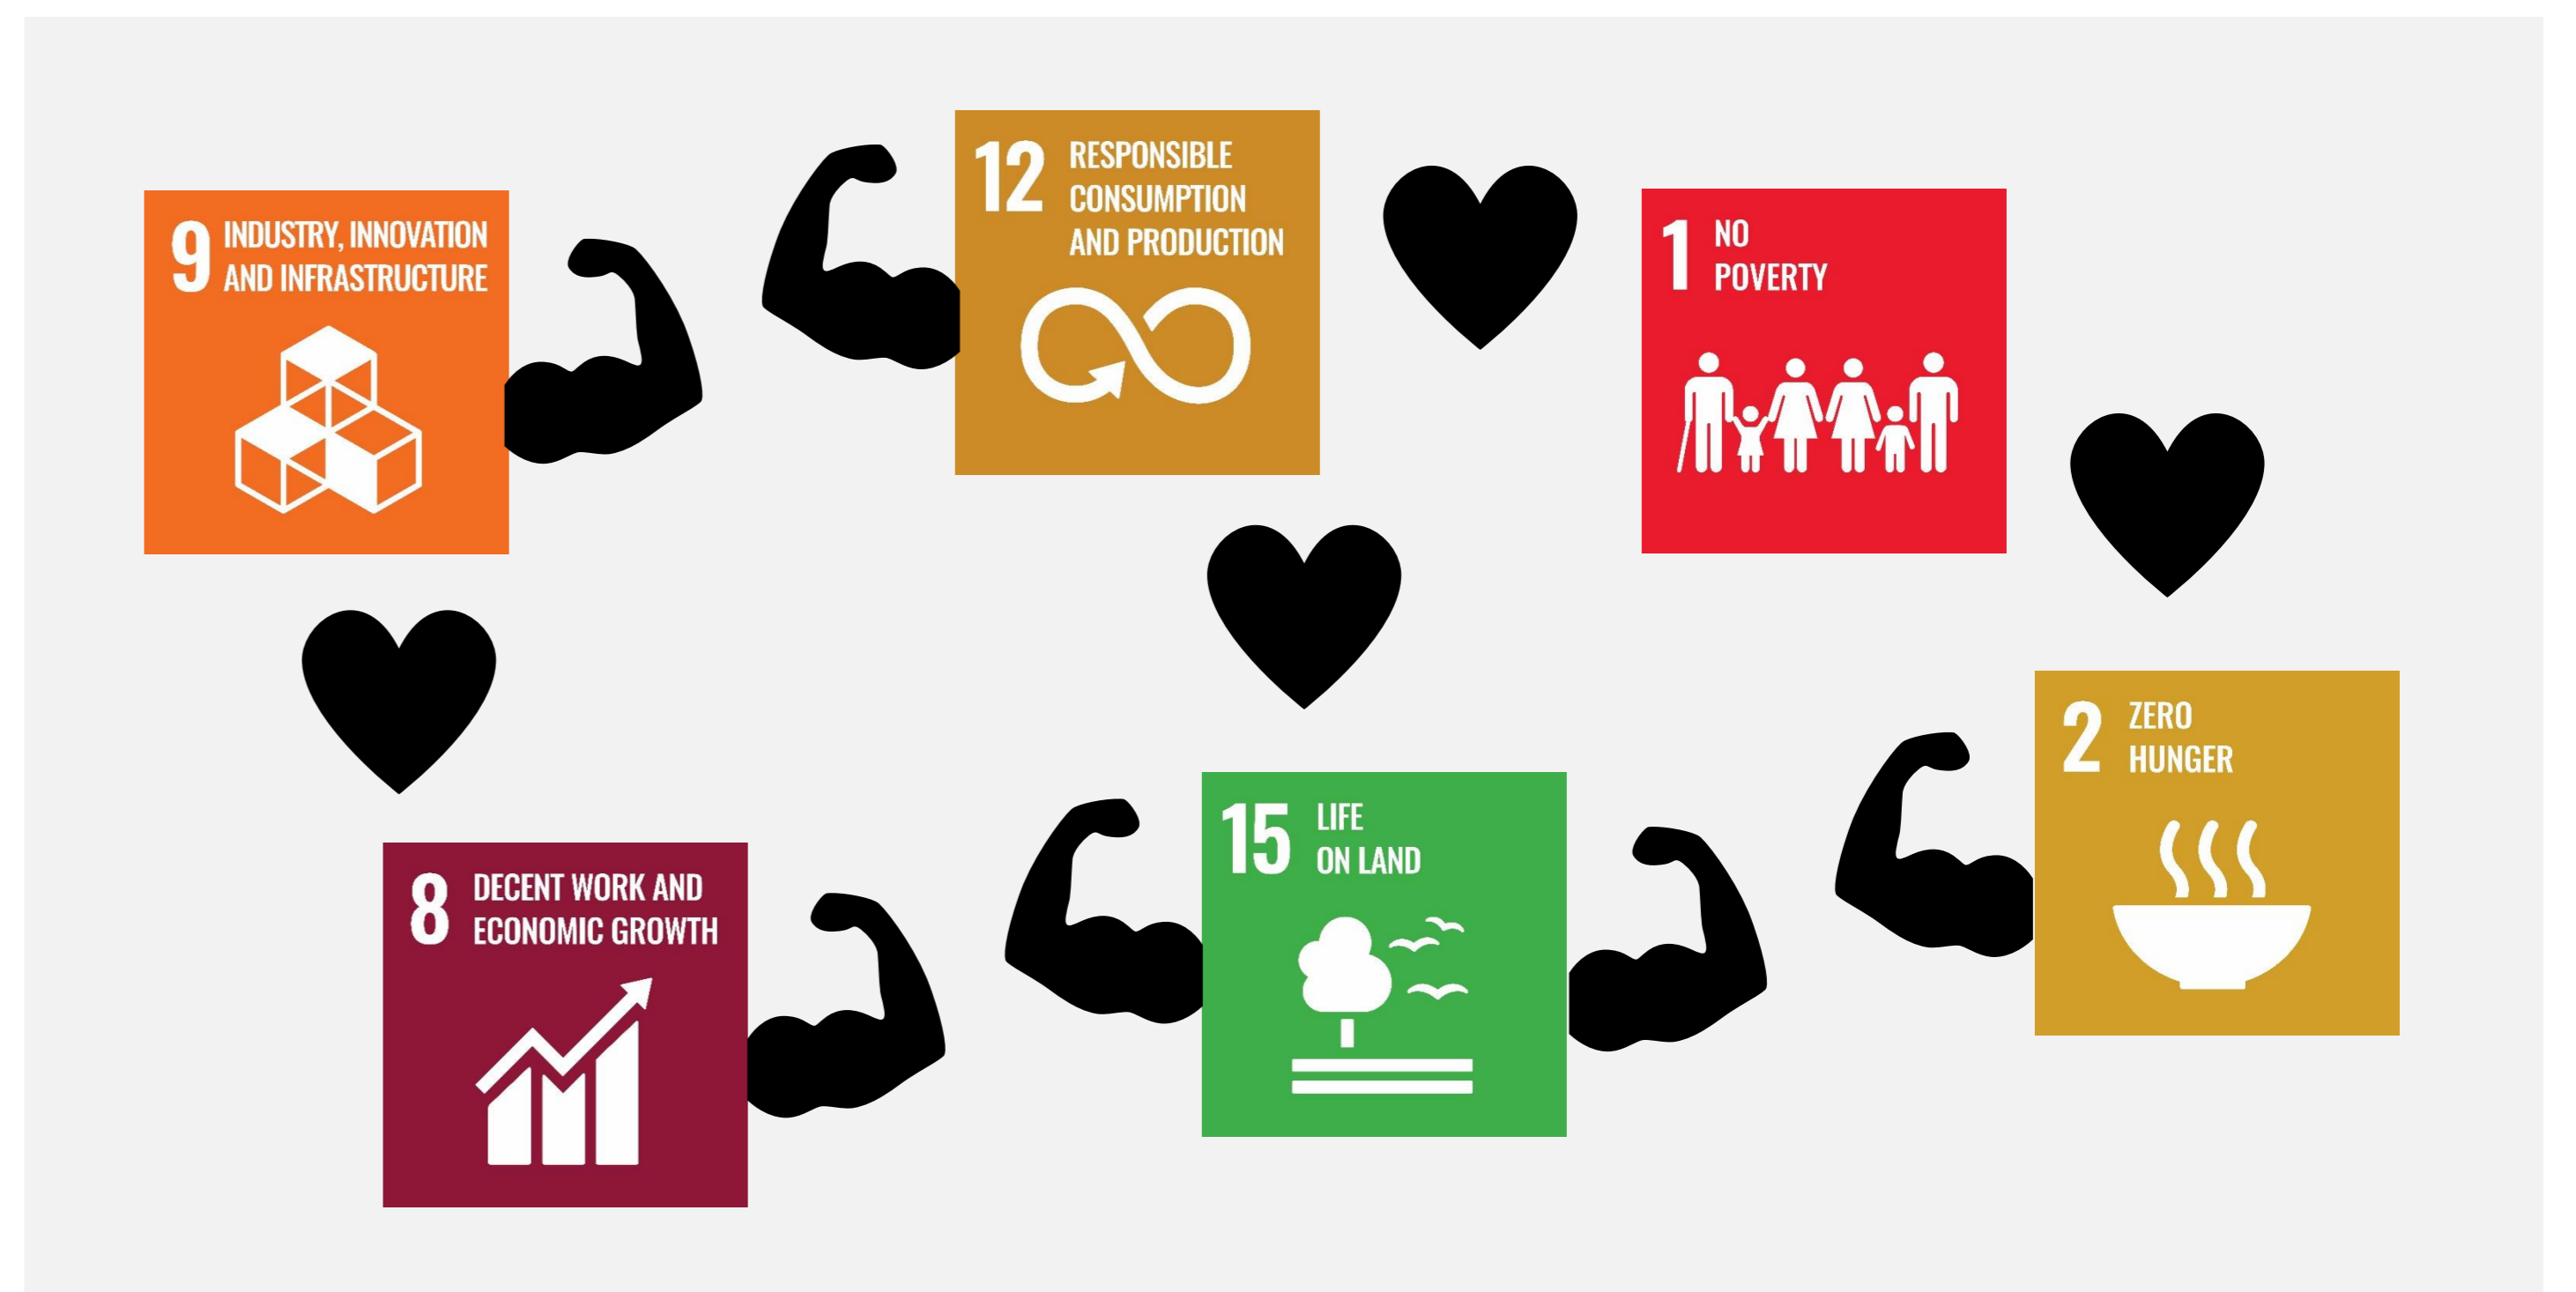 9 INDUSTRY, INNOVATION
AND INFRASTRUCTURE
12 RESPONSIBLE
CONSUMPTION
AND PRODUCTION
1 NO
POVERTY
8 DECENT WORK AND
ECONOMIC GROWTH
15 LIFE
ON LAND
2 ZERO
HUNGER